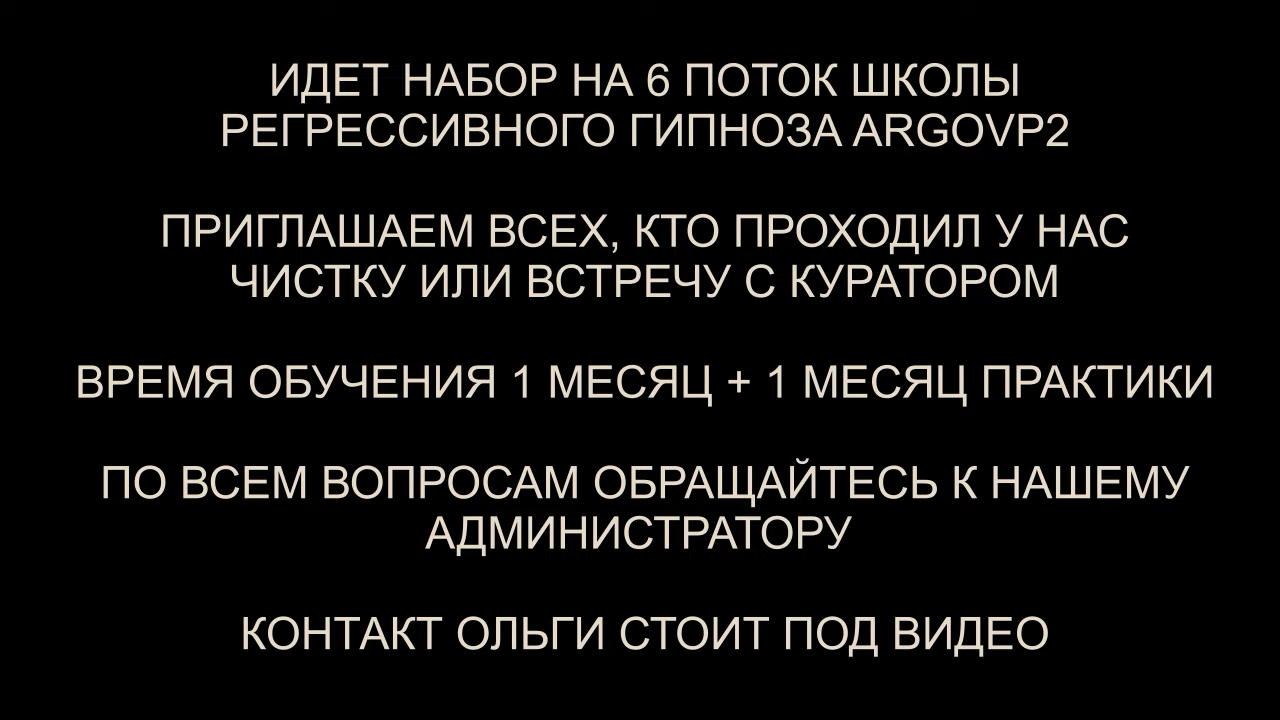 ИДЕТ НАБОР НА 6 ПОТОК ШКОЛЫ
РЕГРЕССИВНОГО ГИПНОЗА ARGOVP2
ПРИГЛАШАЕМ ВСЕХ, КТО ПРОХОДИЛ У НАС
ЧИСТКУ ИЛИ ВСТРЕЧУ С КУРАТОРОМ
ВРЕМЯ ОБУЧЕНИЯ 1 МЕСЯЦ + 1 МЕСЯЦ ПРАКТИКИ
ПО ВСЕМ ВОПРОСАМ ОБРАЩАЙТЕСЬ К НАШЕМУ
АДМИНИСТРАТОРУ
КОНТАКТ ОЛЬГИ СТОИТ ПОД ВИДЕО